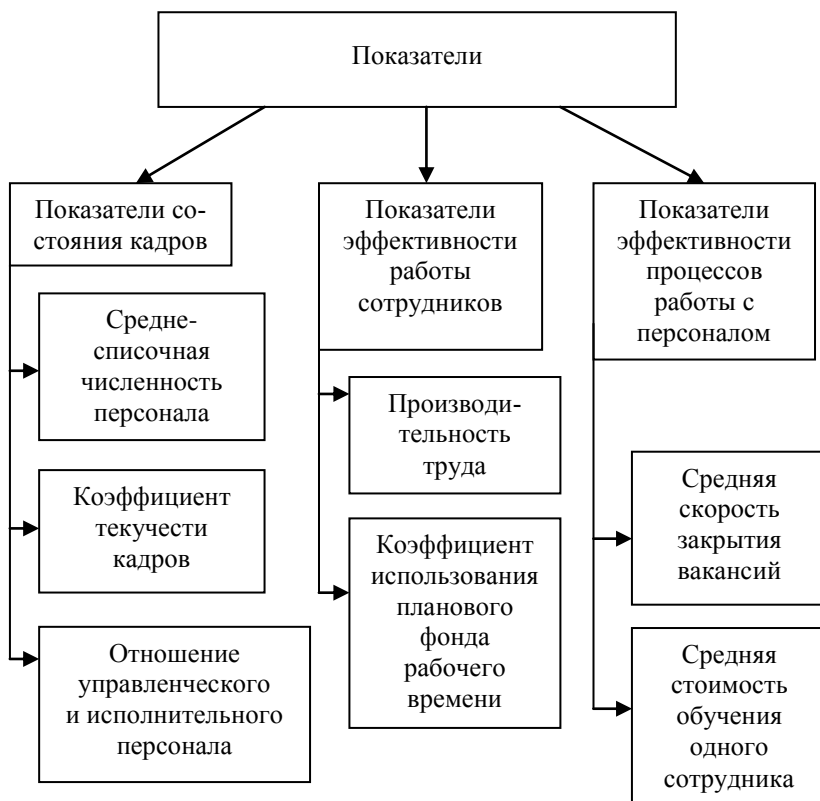 Показатели
Показатели со-
стояния кадров
Средне-
списочная
численность
персонала
Коэффициент
текучести
кадров
Отношение
управленческого
и исполнительного
персонала
Показатели
эффективности
работы
сотрудников
Производи-
тельность
труда
Коэффициент
использования
планового
фонда
рабочего
времени
Показатели
эффективности
процессов
работы с
персоналом
Средняя
скорость
закрытия
вакансий
Средняя
стоимость
обучения
одного
сотрудника